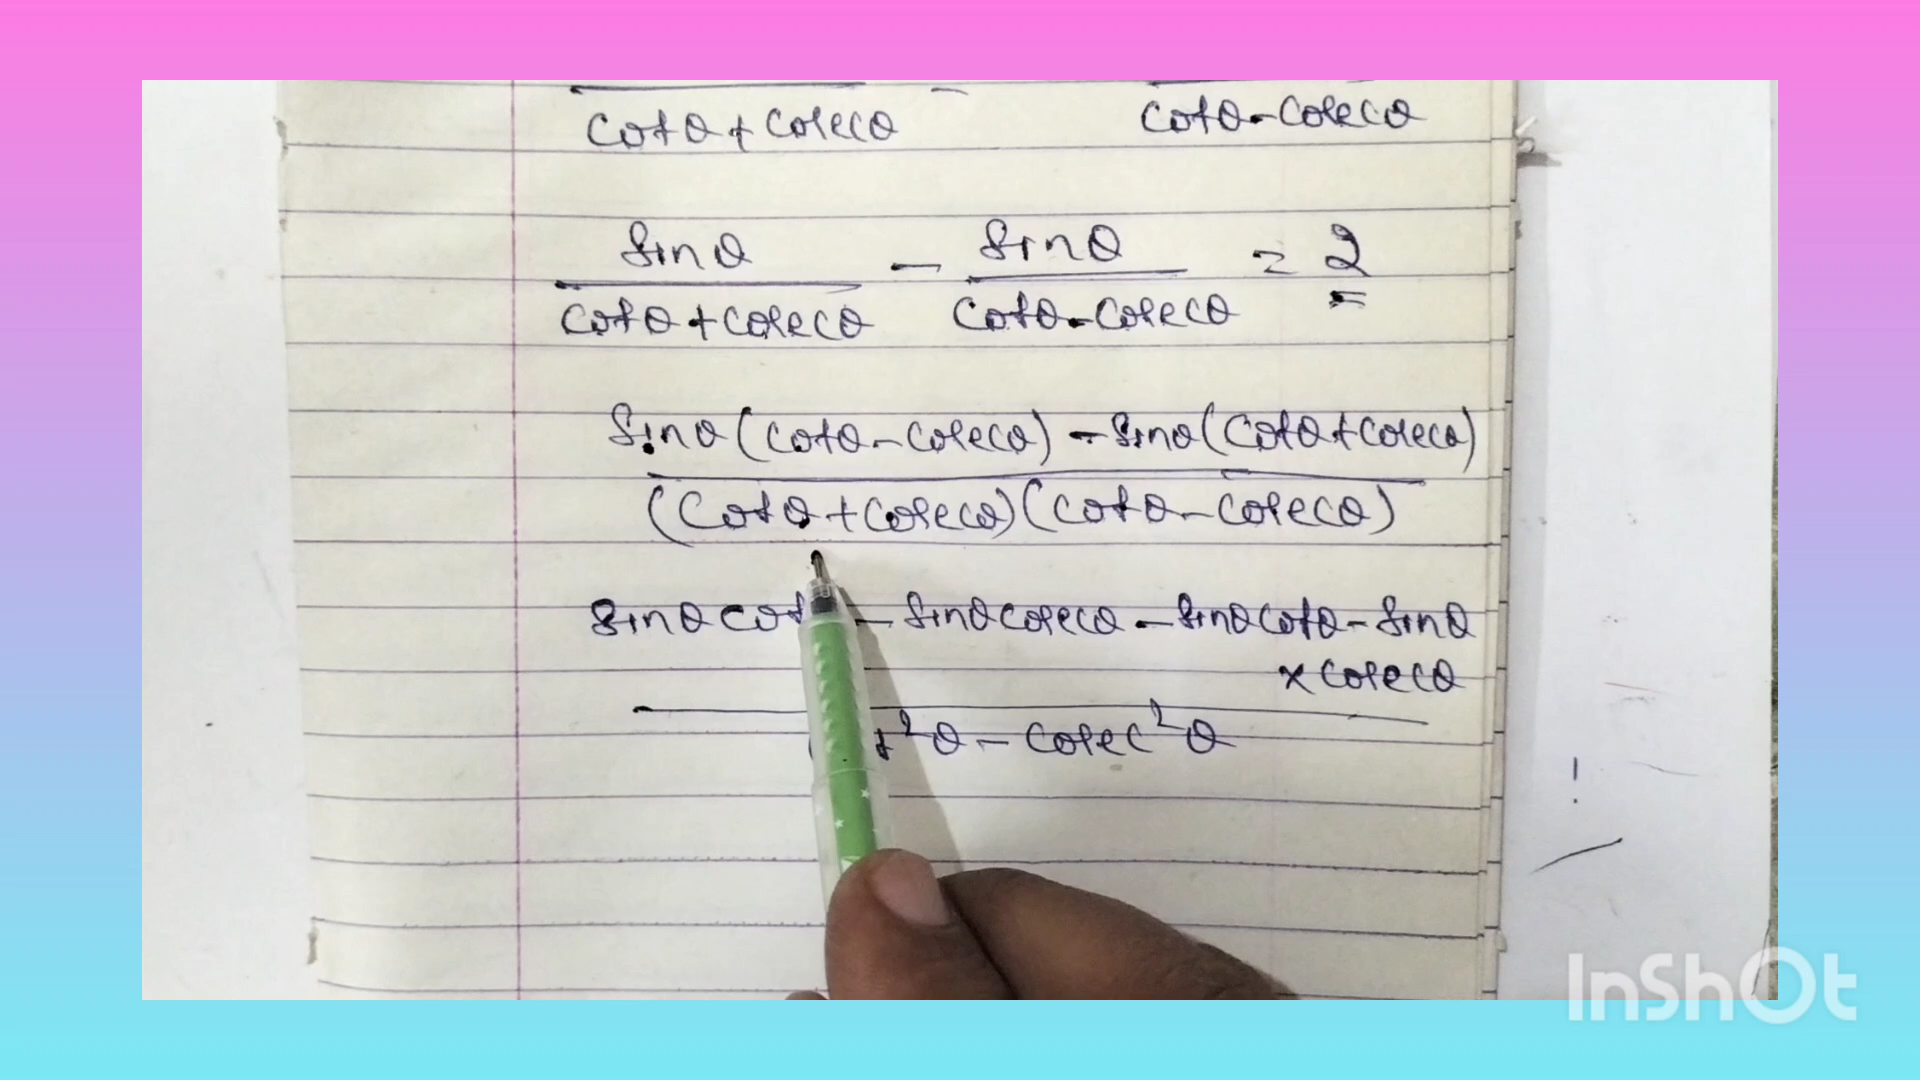 cotθ + cosecθ = cotθ - cosecθ
sinθ - sinθ = 2
cotθ + cosecθ cotθ - cosecθ
sinθ (cotθ - cosecθ) - sinθ (cotθ + cosecθ)
(cotθ + cosecθ) (cotθ - cosecθ)
sinθ cot - sinθ cosecθ - sinθ cotθ - sinθ
× cosecθ
²θ - cosec²θ
InShOt